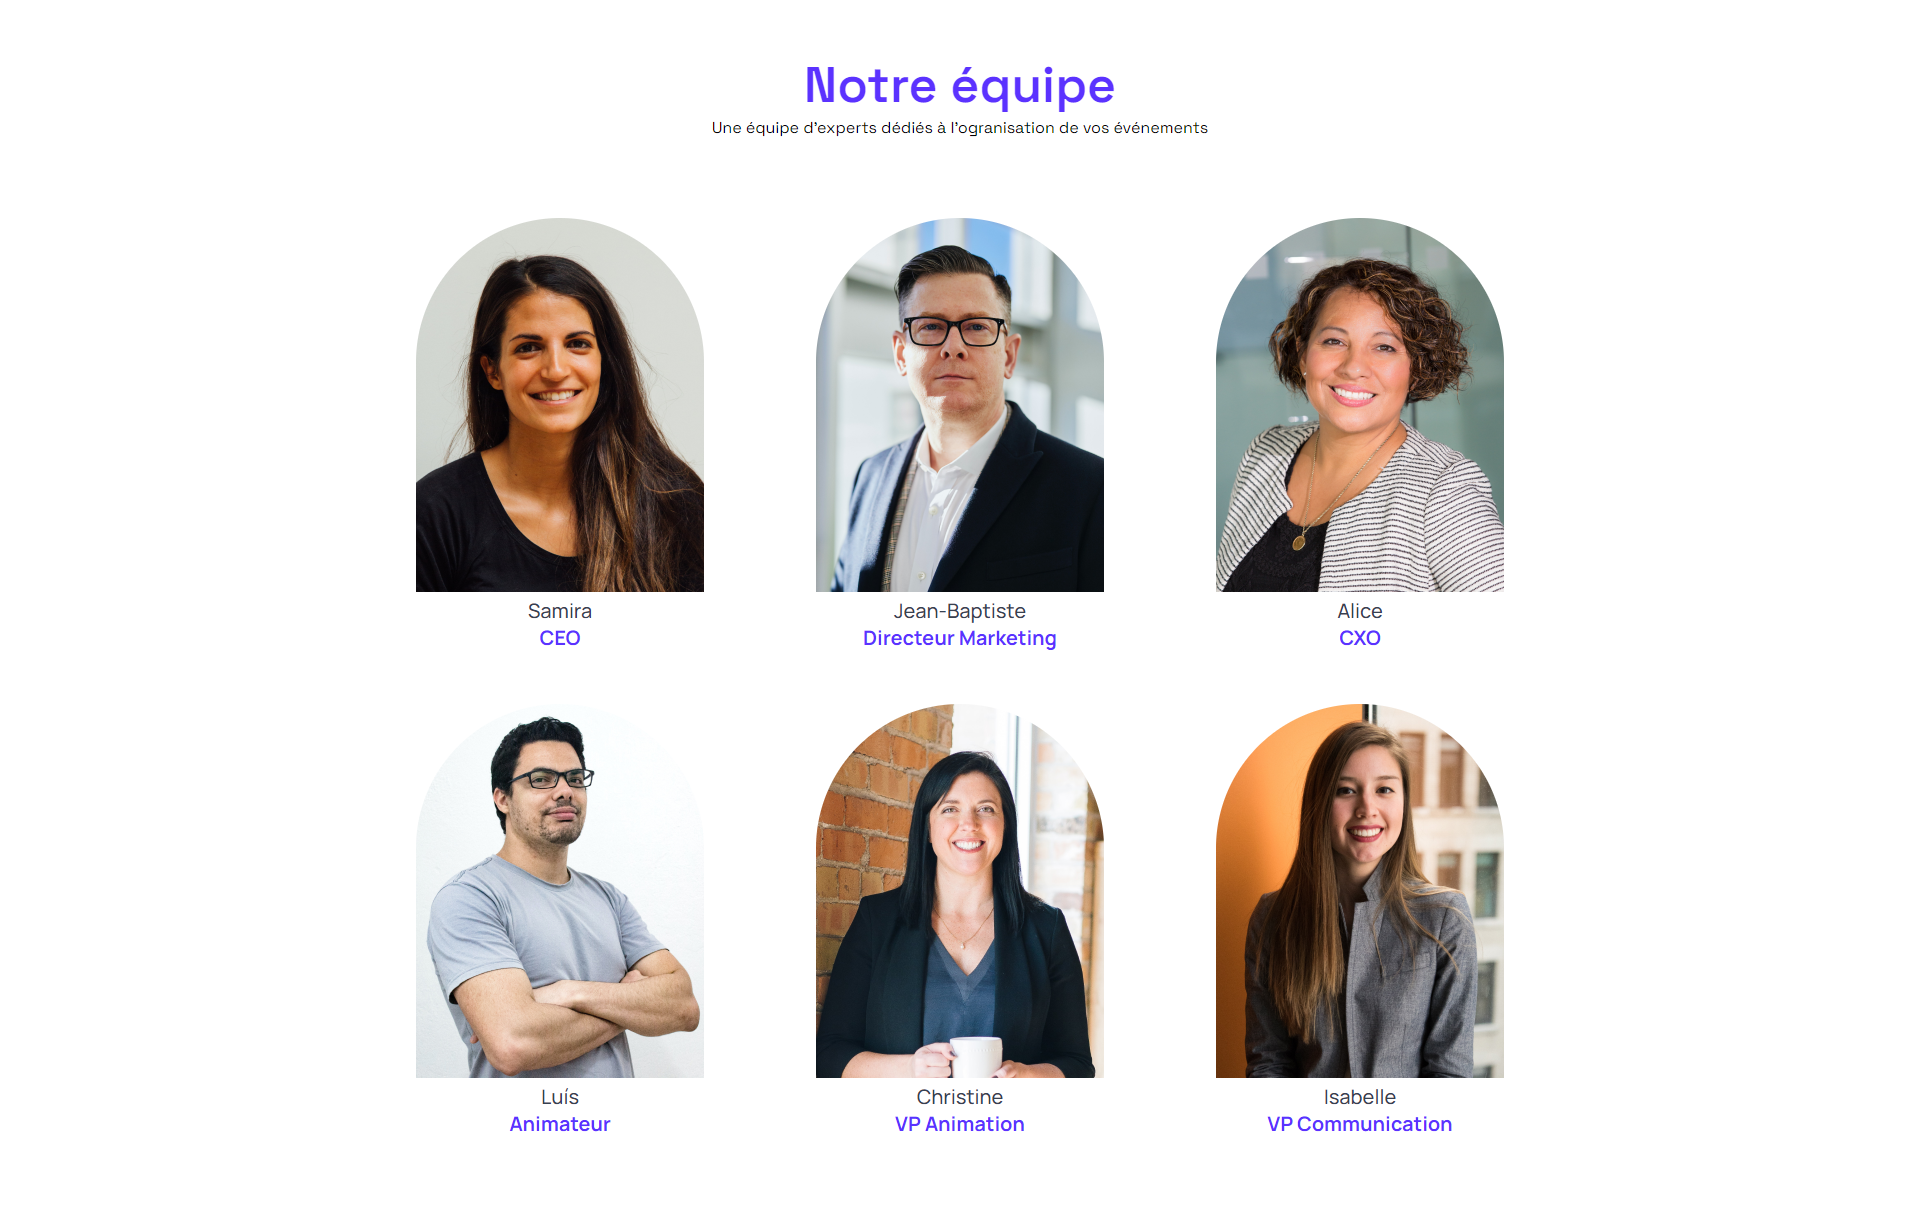 Notre équipe
Une équipe d’experts dédiés à l’ogranisation de vos événements
Samira
CEO
Jean-Baptiste
Directeur Marketing
Alice
CXO
Luís
Animateur
Christine
VP Animation
Isabelle
VP Communication